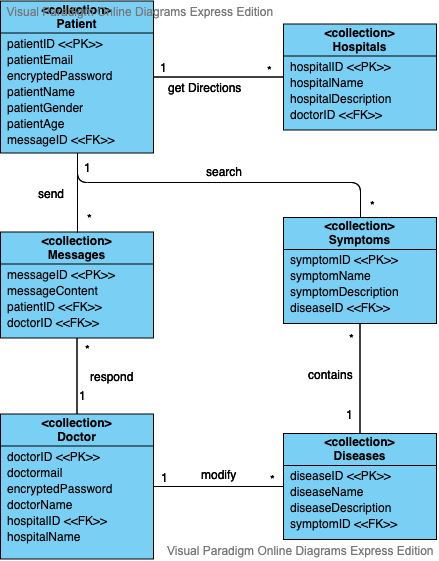 Visual Paradigm Online Diagrams Express Edition
<collection>
Patient
patientID <<PK>>
patientEmail
encryptedPassword
patientName
patientGender
patientAge
messageID <<FK>>
1
*
get Directions
<collection>
Hospitals
hospitalID <<PK>>
hospitalName
hospitalDescription
doctorID <<FK>>
1
search
send
*
*
<collection>
Messages
messageID <<PK>>
messageContent
patientID <<FK>>
doctorID <<FK>>
<collection>
Symptoms
symptomID <<PK>>
symptomName
symptomDescription
diseaseID <<FK>>
*
respond
1
*
contains
1
<collection>
Doctor
doctorID <<PK>>
doctormail
encryptedPassword
doctorName
hospitalID <<FK>>
hospitalName
1
modify
*
<collection>
Diseases
diseaseID <<PK>>
diseaseName
diseaseDescription
symptomID <<FK>>
Visual Paradigm Online Diagrams Express Edition